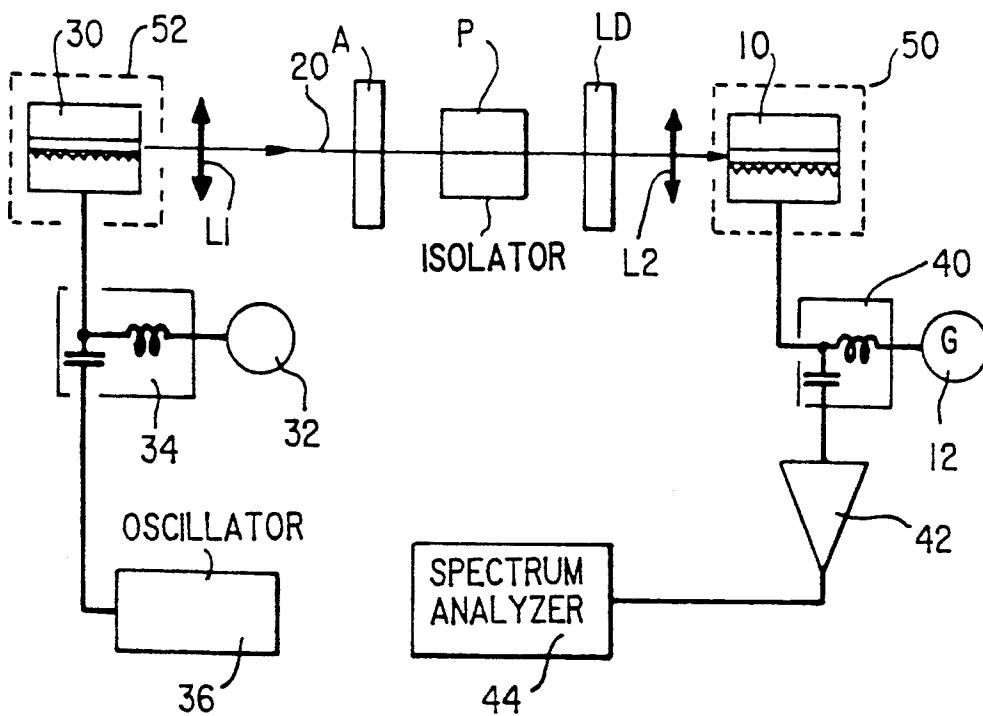 30
52
A
P
LD
10
50
20
L1
ISOLATOR
L2
40
G
34
32
12
OSCILLATOR
42
SPECTRUM
ANALYZER
36
44